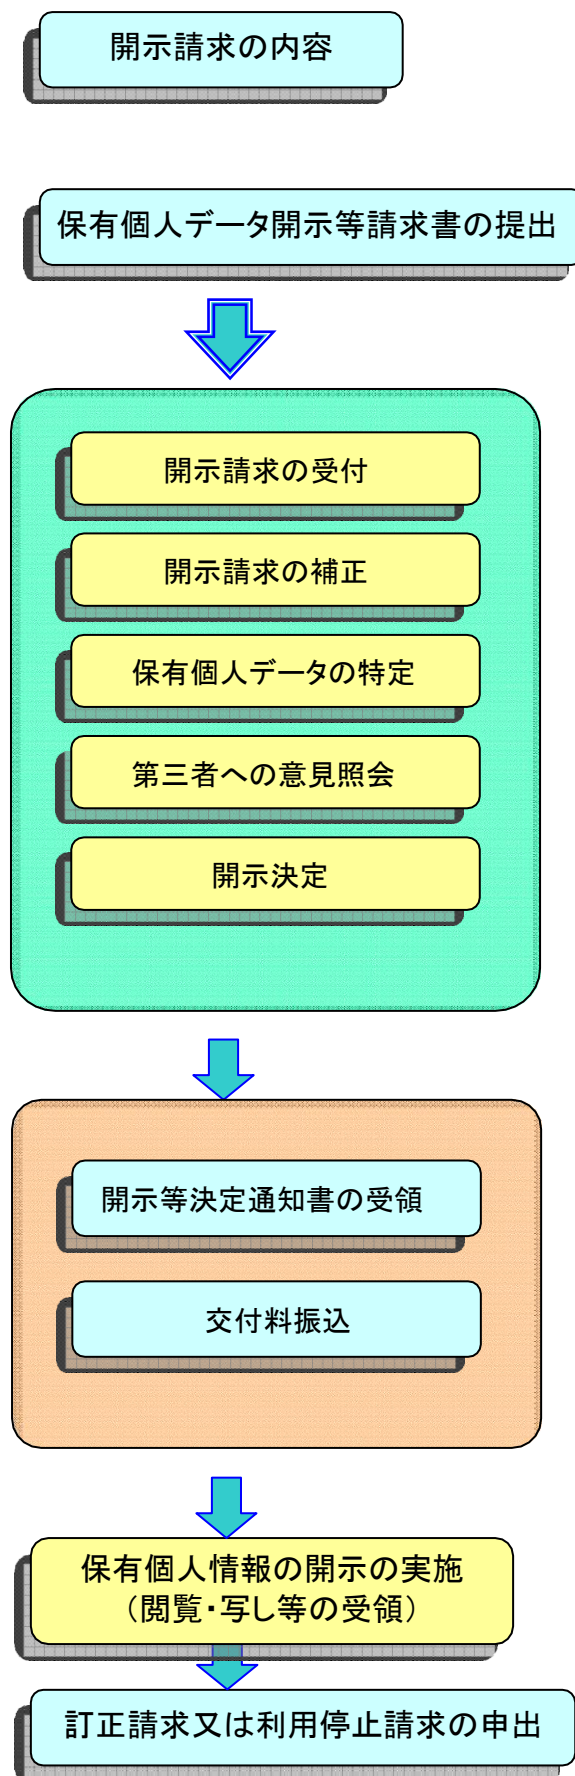 開示請求の内容
保有個人データ開示等請求書の提出
開示請求の受付
開示請求の補正
保有個人データの特定
第三者への意見照会
開示決定
開示等決定通知書の受領
交付料振込
保有個人情報の開示の実施
（閲覧・写し等の受領）
訂正請求又は利用停止請求の申出